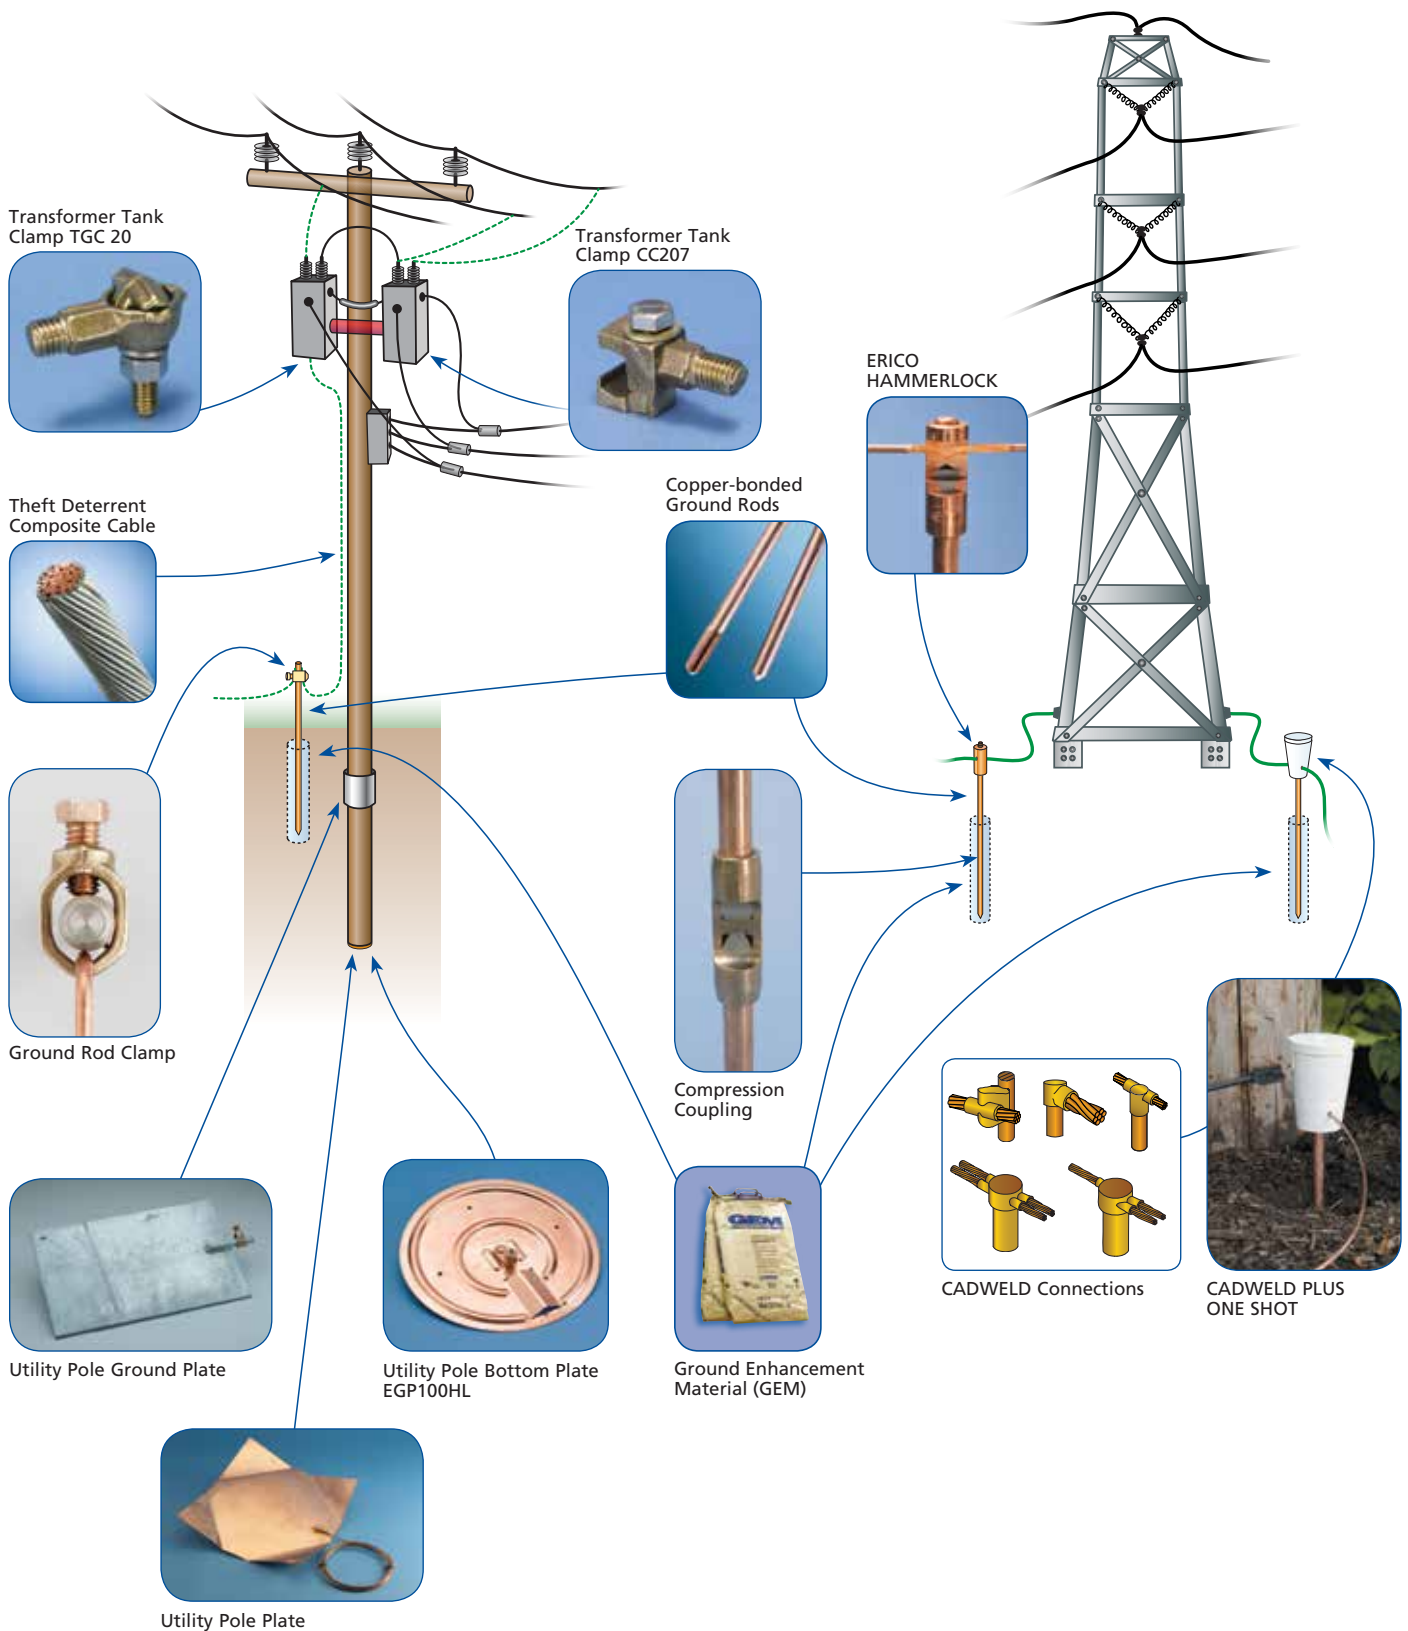 Transformer Tank
Clamp TGC 20
Transformer Tank
Clamp CC207
ERICO
HAMMERLOCK
Copper-bonded
Ground Rods
Theft Deterrent
Composite Cable
Ground Rod Clamp
Compression
Coupling
GEM
CADWELD Connections
CADWELD PLUS
ONE SHOT
Utility Pole Ground Plate
Utility Pole Bottom Plate
EGP100HL
Ground Enhancement
Material (GEM)
Utility Pole Plate